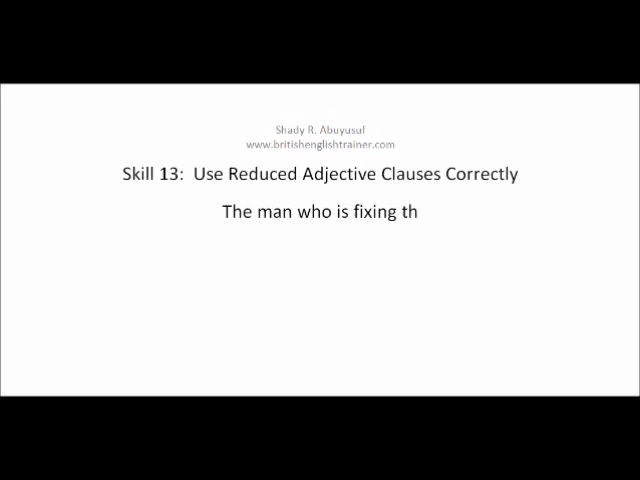 Shady R. Abuyusuf
www.britishenglishtrainer.com
Skill 13:  Use Reduced Adjective Clauses Correctly
The man who is fixing th